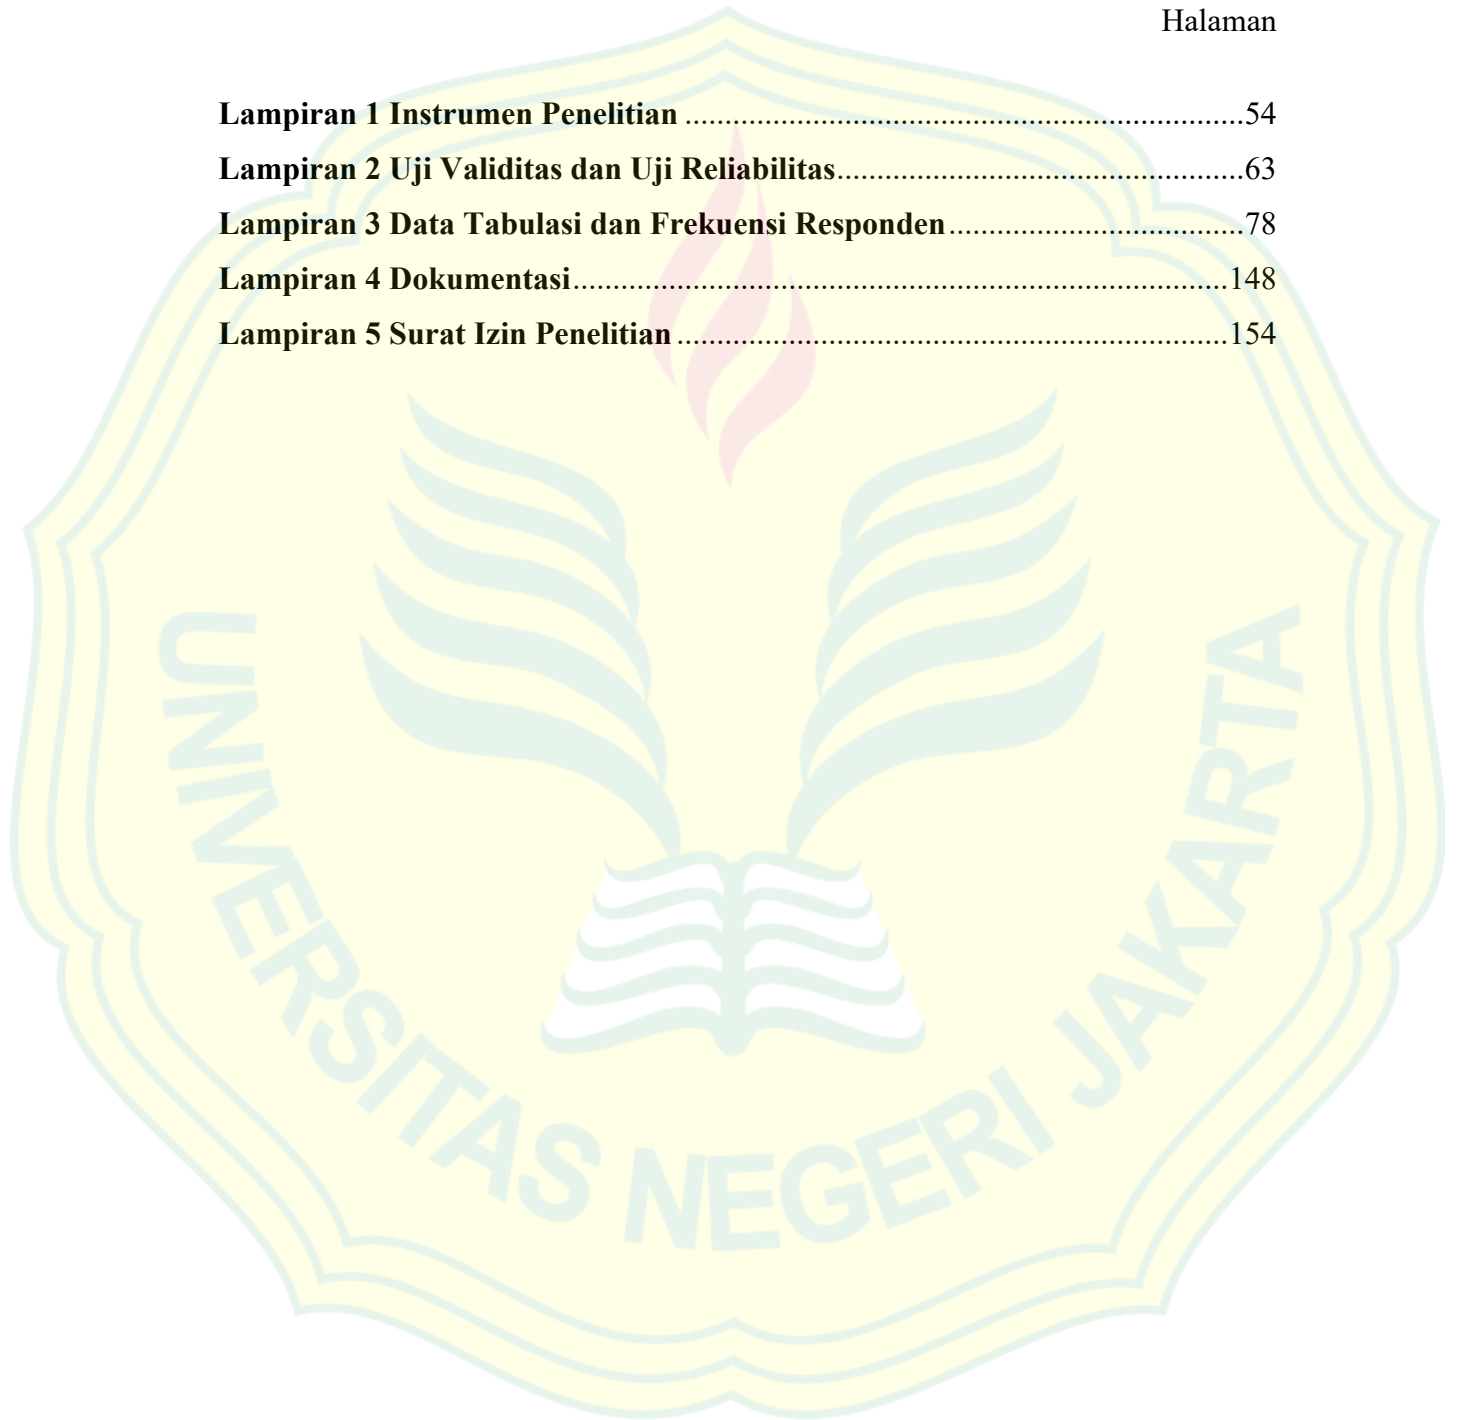 Halaman
Lampiran 1 Instrumen Penelitian ......................................................................54
Lampiran 2 Uji Validitas dan Uji Reliabilitas...................................................63
Lampiran 3 Data Tabulasi dan Frekuensi Responden.....................................78
Lampiran 4 Dokumentasi..................................................................................148
Lampiran 5 Surat Izin Penelitian .....................................................................154
UNIVERSITAS NEGERI JAKARTA